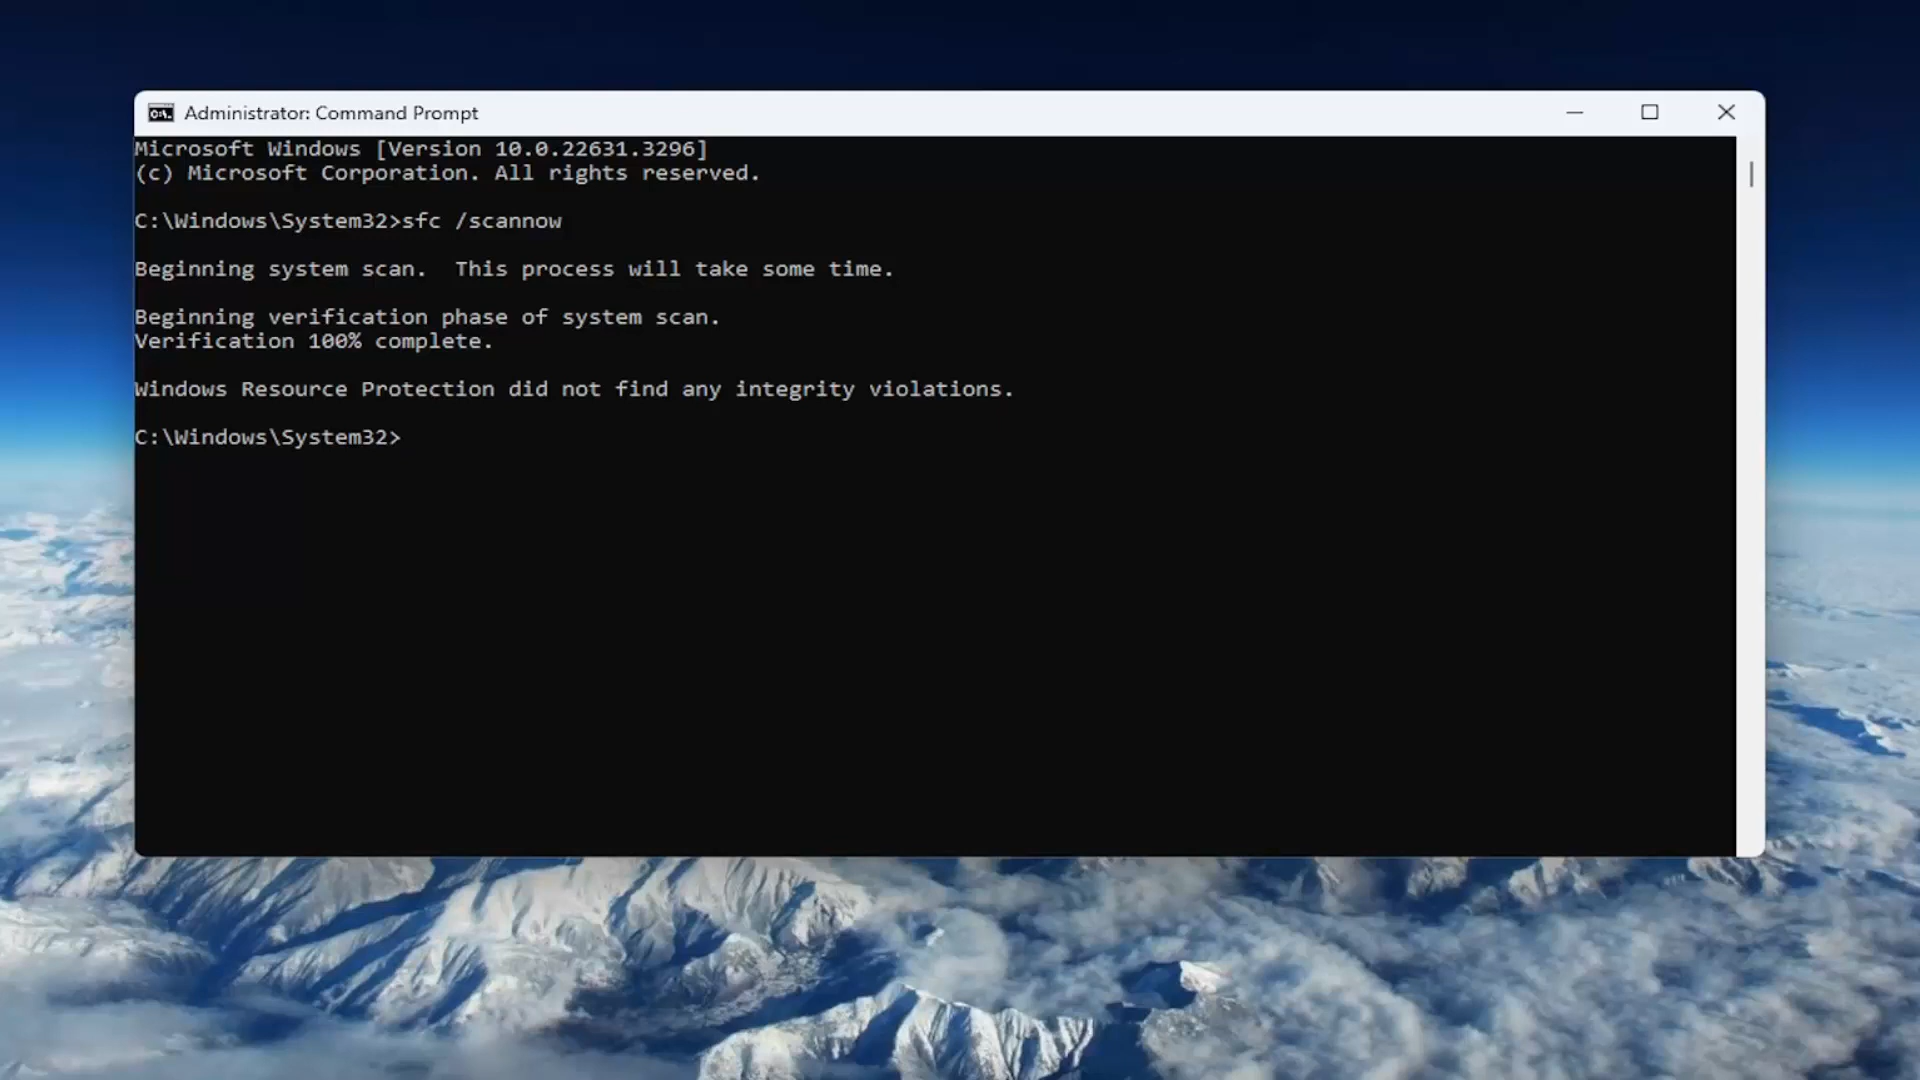 Administrator: Command Prompt
Microsoft Windows [Version 10.0.22631.3296]
(c) Microsoft Corporation. All rights reserved.
C:\Windows\System32>sfc /scannow
Beginning system scan.  This process will take some time.
Beginning verification phase of system scan.
Verification 100% complete.
Windows Resource Protection did not find any integrity violations.
C:\Windows\System32>